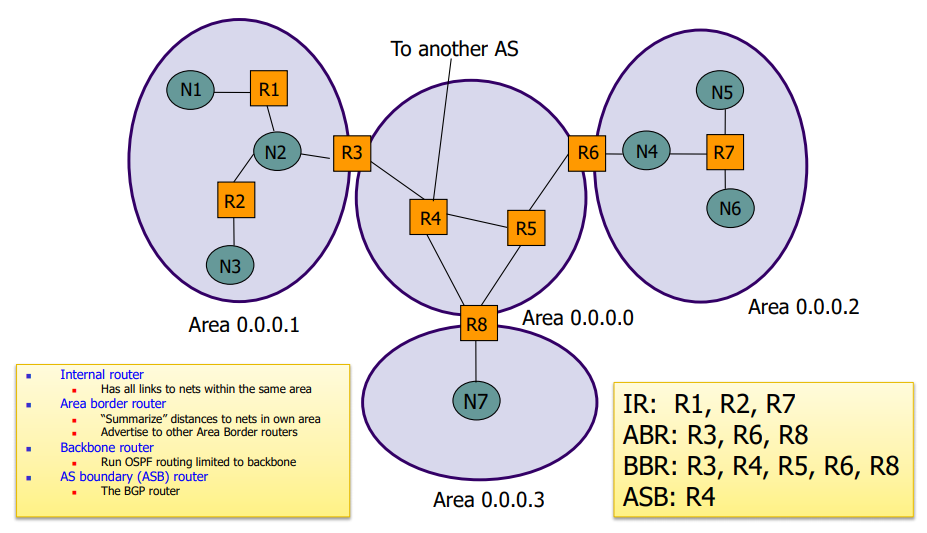 To another AS
N1
R1
N5
N2
R3
R6
N4
R7
R2
N6
R4
R5
N3
Area 0.0.0.1
R8
Area 0.0.0.0
Area 0.0.0.2
N7
Area 0.0.0.3
Internal router
Has all links to nets within the same area
Area border router
“Summarize” distances to nets in own area
Advertise to other Area Border routers
Backbone router
Run OSPF routing limited to backbone
AS boundary (ASB) router
The BGP router
IR: R1, R2, R7
ABR: R3, R6, R8
BBR: R3, R4, R5, R6, R8
ASB: R4